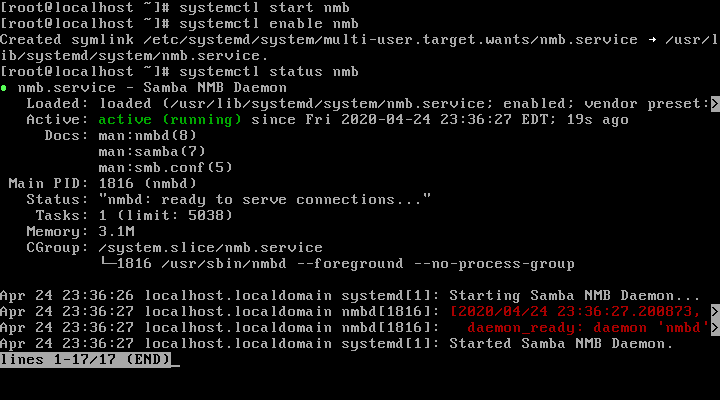 [root@localhost ~]# systemctl start nmb
[root@localhost ~]# systemctl enable nmb
Created symlink /etc/systemd/system/multi-user.target.wants/nmb.service → /usr/l
ib/systemd/system/nmb.service.
[root@localhost ~]# systemctl status nmb
● nmb.service - Samba NMB Daemon
   Loaded: loaded (/usr/lib/systemd/system/nmb.service; enabled; vendor preset:>
   Active: active (running) since Fri 2020-04-24 23:36:27 EDT; 19s ago
     Docs: man:nmbd(8)
           man:samba(7)
           man:smb.conf(5)
 Main PID: 1816 (nmbd)
   Status: "nmbd: ready to serve connections..."
    Tasks: 1 (limit: 5038)
   Memory: 3.1M
   CGroup: /system.slice/nmb.service
           └─1816 /usr/sbin/nmbd --foreground --no-process-group
Apr 24 23:36:26 localhost.localdomain systemd[1]: Starting Samba NMB Daemon...
Apr 24 23:36:27 localhost.localdomain nmbd[1816]: [2020/04/24 23:36:27.200873, >
Apr 24 23:36:27 localhost.localdomain nmbd[1816]:   daemon_ready: daemon 'nmbd'>
Apr 24 23:36:27 localhost.localdomain systemd[1]: Started Samba NMB Daemon.
lines 1-17/17 (END)